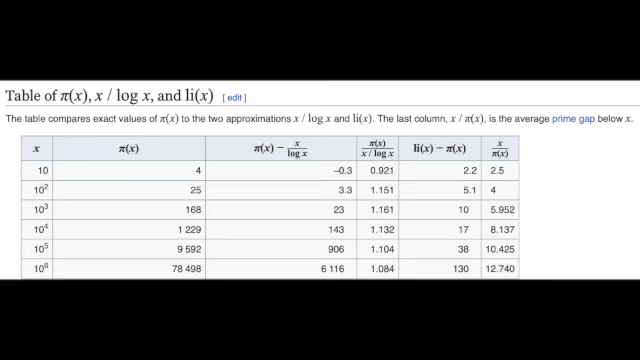 Table of π(x), x / log x, and li(x) [ edit ]
The table compares exact values of π(x) to the two approximations x / log x and li(x). The last column, x / π(x), is the average prime gap below x.
x π(x) π(x) − x/log x π(x)/(x / log x) li(x) − π(x) x/π(x)
10 4 −0.3 0.921 2.2 2.5
10² 25 3.3 1.151 5.1 4
10³ 168 23 1.161 10 5.952
10⁴ 1 229 143 1.132 17 8.137
10⁵ 9 592 906 1.104 38 10.425
10⁶ 78 498 6 116 1.084 130 12.740